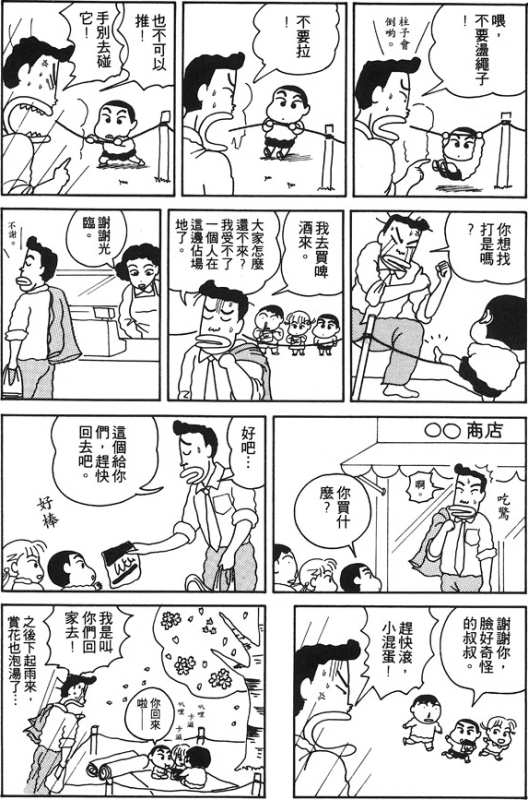 喂，
不要盪繩子
！
柱子會
倒喲。
不要拉
！
也不可以
推！
手別去碰
它！
你想找
打是嗎
？
我去買啤
酒來。
大家怎麼
還不來？
我受不了
一個人在
這邊佔場
地了。
謝謝光
臨。
不謝。
○○商店
吃驚
啊。
你買什
麼？
好吧…
這個給你
們，趕快
回去吧。
好棒
謝謝你，
臉好奇怪
的叔叔。
趕快滾，
小混蛋！
你回來
啦—
我是叫
你們回
家去！
之後下起雨來，
賞花也泡湯了…